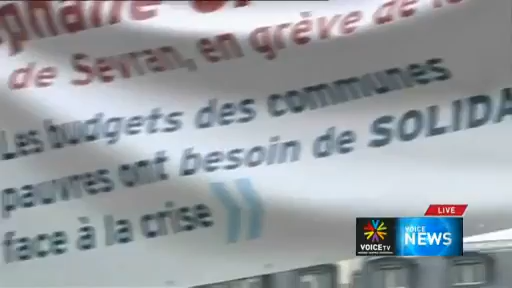 de Sevran, en grève de
Les budgets des communes
pauvres ont besoin de SOLIDA
face à la crise »
LIVE
VOICE TV
VOICE
NEWS